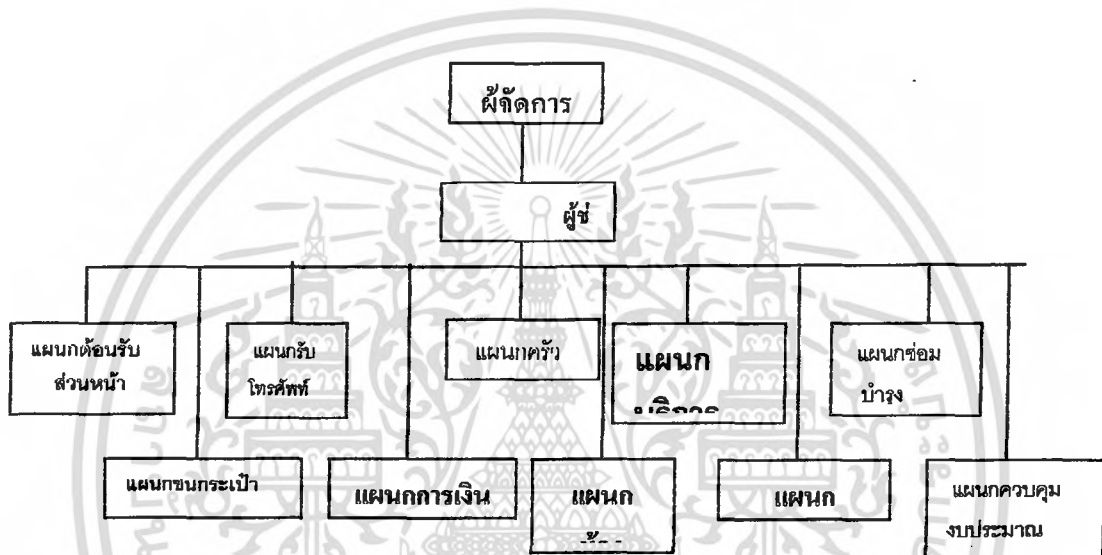 ผู้จัดการ
ผู้ช่
แผนกต้อนรับ
ส่วนหน้า
แผนกรับ
โทรศัพท์
แผนกครัว
แผนก
บริการ
แผนกซ่อม
บำรุง
แผนกขนกระเป๋า
แผนกการเงิน
แผนก
แผนก
แผนกควบคุม
งบประมาณ